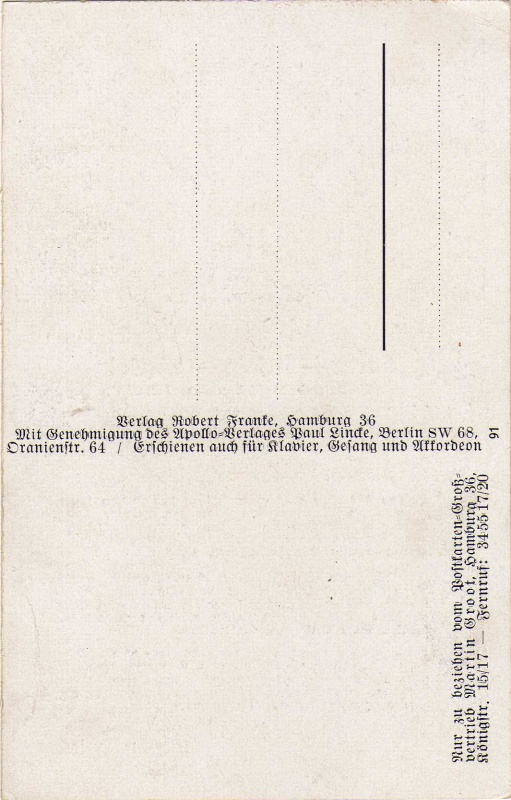 Verlag Robert Franke, Hamburg 36
Mit Genehmigung des Apollo-Verlages Paul Lincke, Berlin SW 68,
Oranienstr. 64 / Erschienen auch für Klavier, Gesang und Akkordeon
91
Nur zu beziehen vom Postkarten-Groß-
vertrieb Martin Groot, Hamburg 36,
Königstr. 15/17 — Fernruf: 34 55 17/20